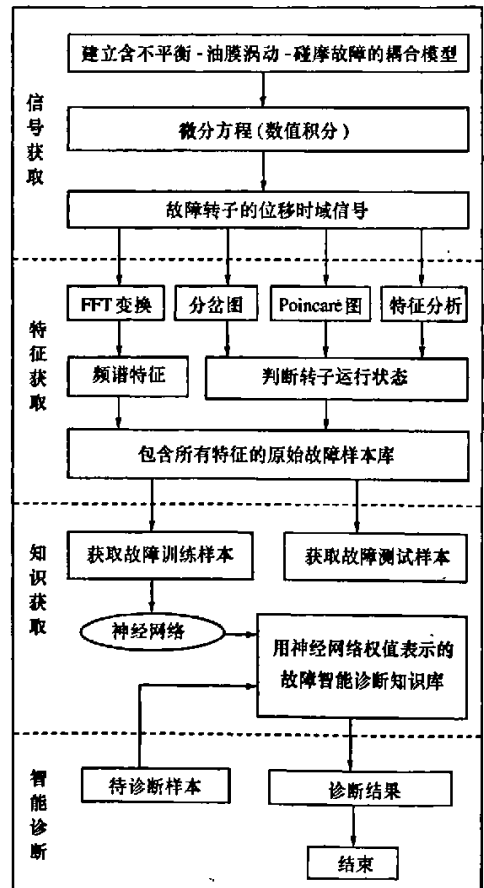 信号获取
建立含不平衡-油膜涡动-碰摩故障的耦合模型
微分方程(数值积分)
故障转子的位移时域信号
特征获取
FFT变换
分岔图
Poincaré图
特征分析
频谱特征
判断转子运行状态
包含所有特征的原始故障样本库
知识获取
获取故障训练样本
获取故障测试样本
神经网络
用神经网络权值表示的
故障智能诊断知识库
智能诊断
待诊断样本
诊断结果
结束